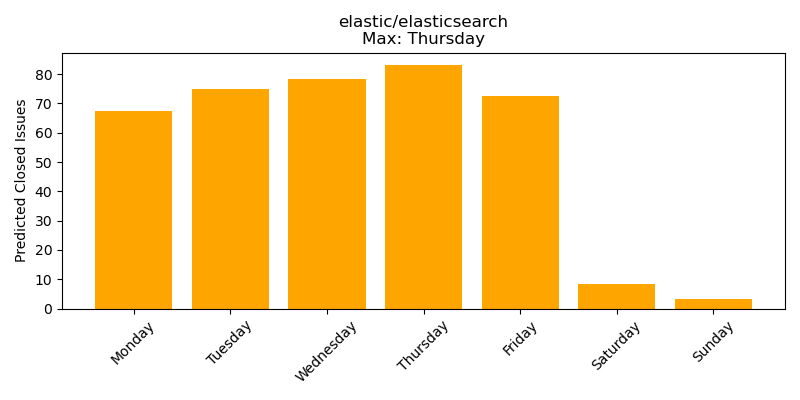 elastic/elasticsearch
Max: Thursday
Predicted Closed Issues
80
70
60
50
40
30
20
10
0
Monday
Tuesday
Wednesday
Thursday
Friday
Saturday
Sunday